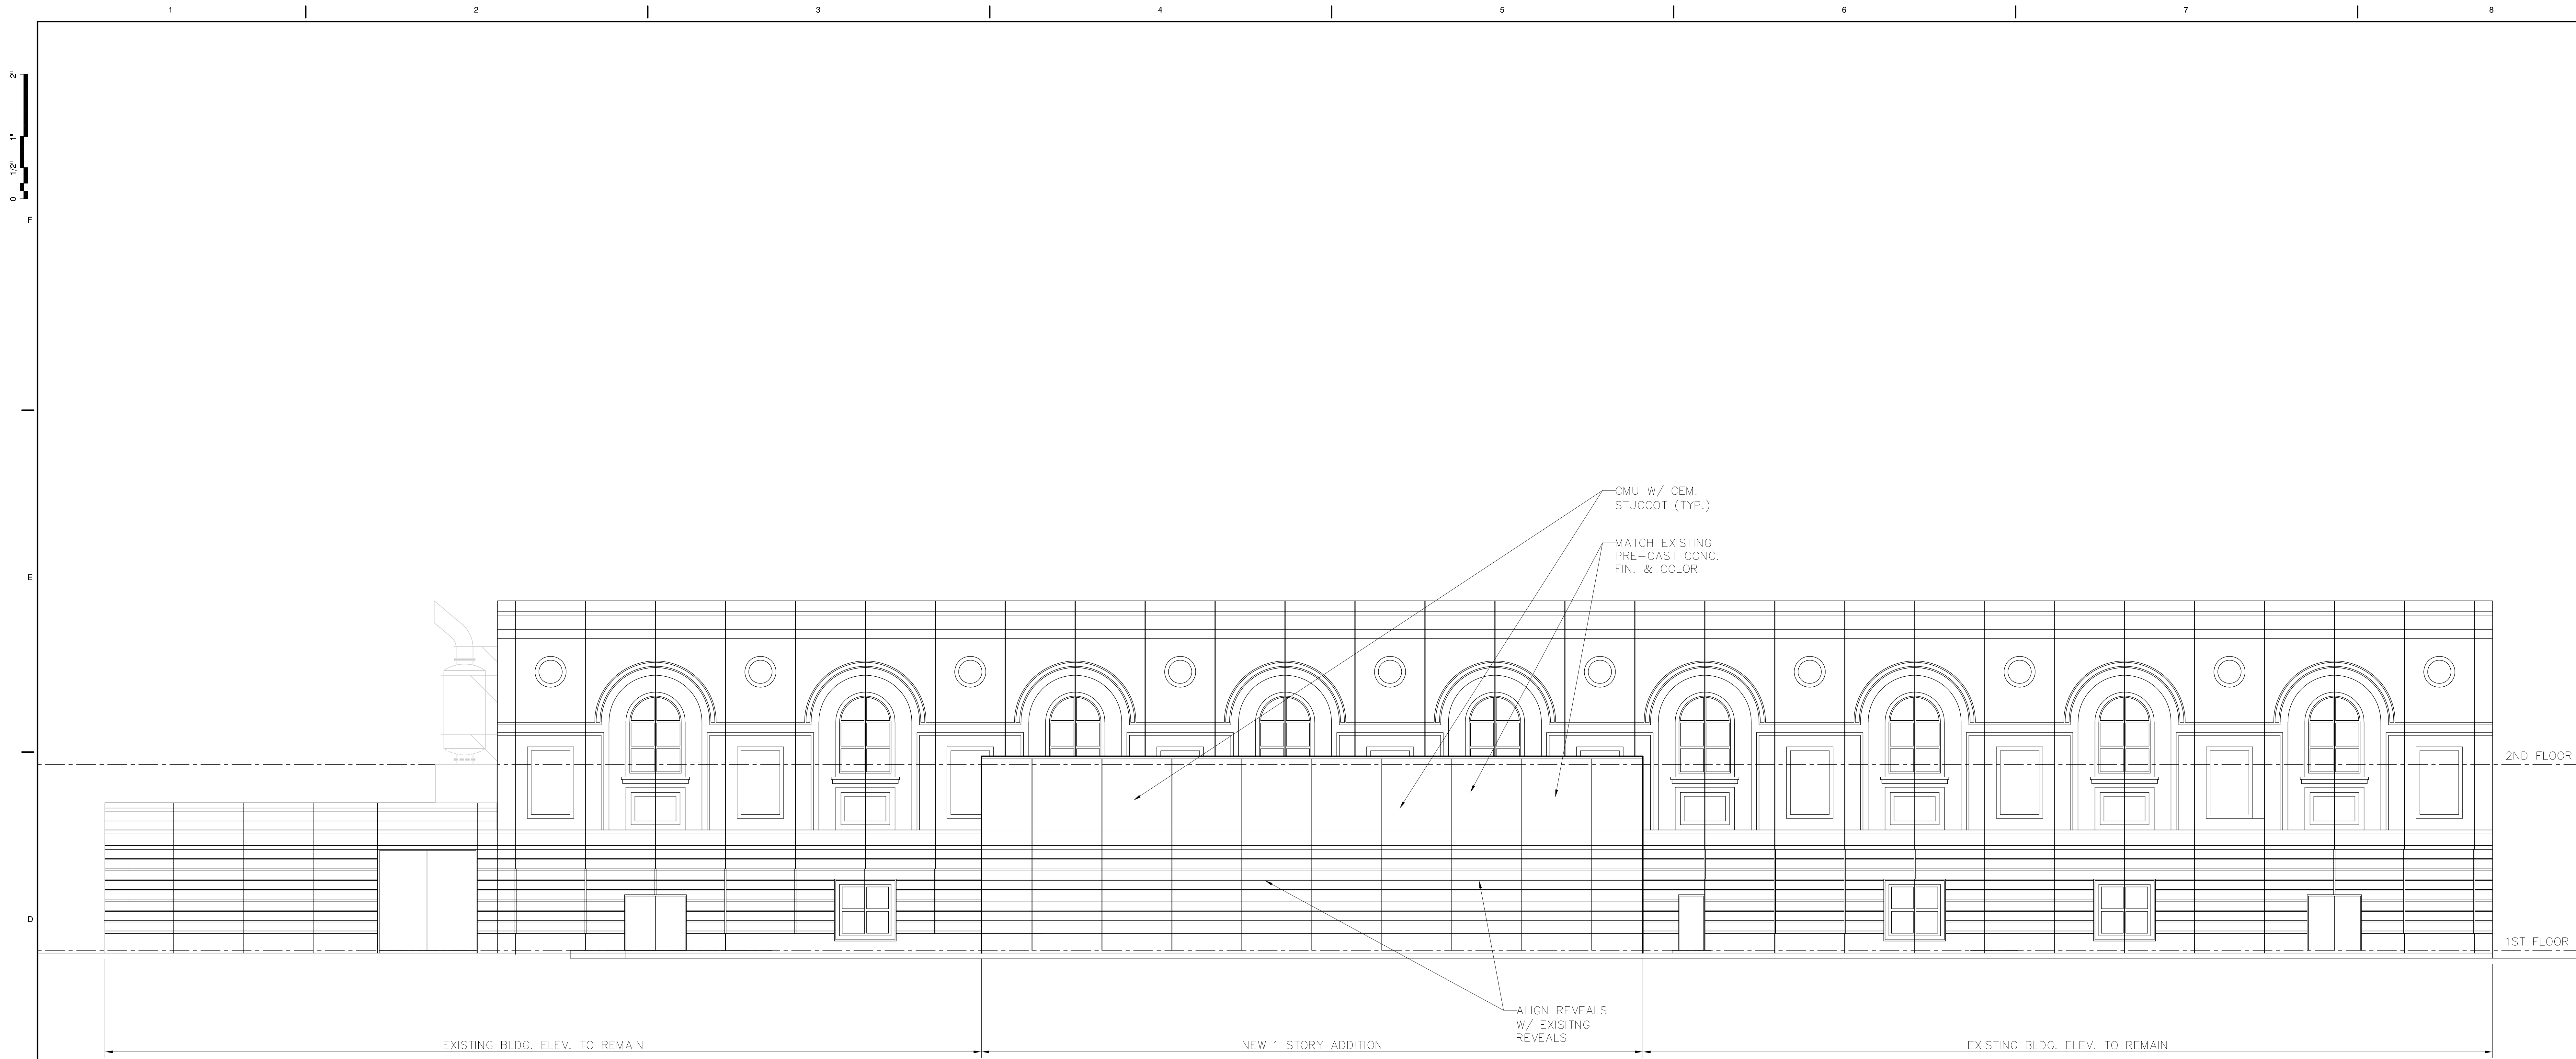 1 2 3 4 5 6 7 8
2"
1"
1/2"
0
F
CMU W/ CEM.
STUCCOT (TYP.)
MATCH EXISTING
PRE-CAST CONC.
FIN. & COLOR
E
2ND FLOOR
D
1ST FLOOR
ALIGN REVEALS
W/ EXISITNG
REVEALS
EXISTING BLDG. ELEV. TO REMAIN
NEW 1 STORY ADDITION
EXISTING BLDG. ELEV. TO REMAIN